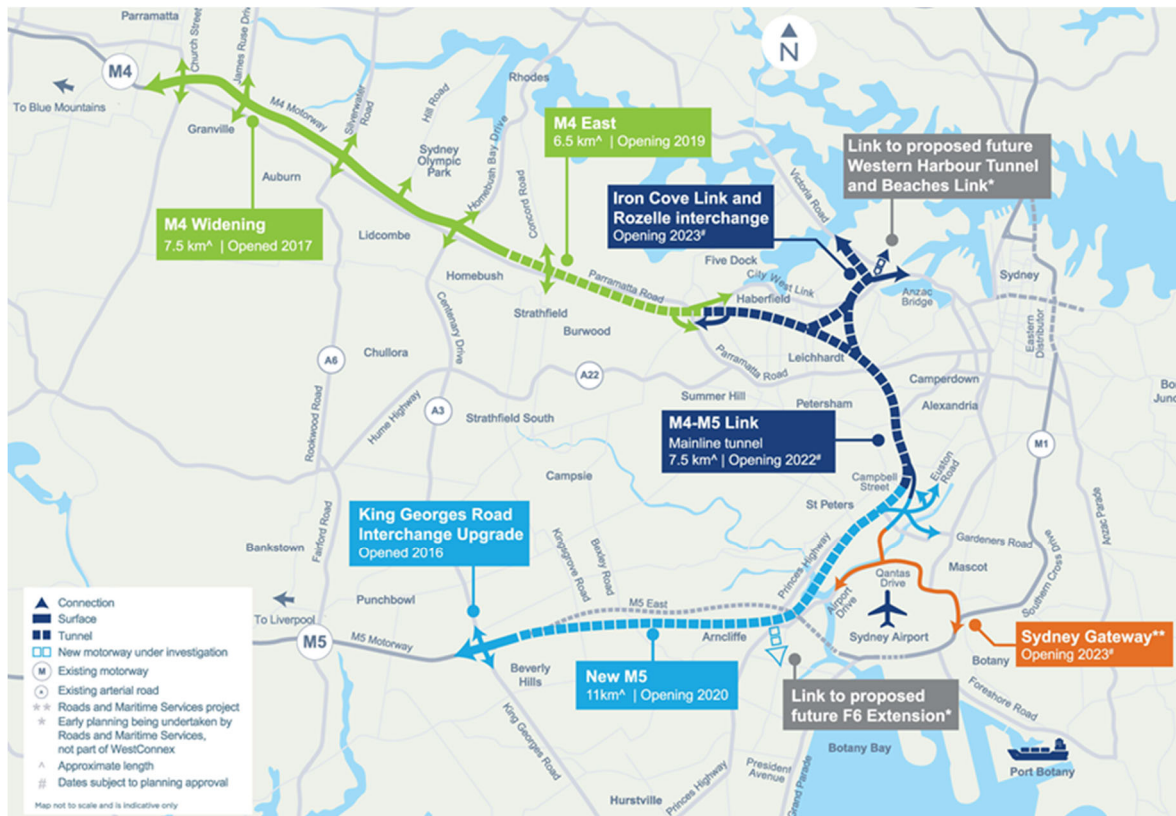 Parramatta
Church Street
James Ruse Drive
M4
To Blue Mountains
M4 Motorway
Granville
Silverwater
Road
Hill Road
Rhodes
Sydney
Olympic
Park
Homebush Bay Drive
Auburn
M4 Widening
7.5 km^ | Opened 2017
Lidcombe
M4 East
6.5 km^ | Opening 2019
Concord Road
Victoria Road
Link to proposed future
Western Harbour Tunnel
and Beaches Link*
Iron Cove Link and
Rozelle interchange
Opening 2023#
N
Homebush
Parramatta Road
Five Dock
City West Link
Haberfield
Anzac
Bridge
Sydney
Eastern
Distributor
Strathfield
Burwood
Centenary Drive
A6
Chullora
A22
Parramatta Road
Leichhardt
Summer Hill
Camperdown
Petersham
Alexandria
Rookwood Road
Hume Highway
A3
Strathfield South
M4-M5 Link
Mainline tunnel
7.5 km^ | Opening 2022#
M1
Campsie
Campbell
Street
Euston
Road
St Peters
Anzac Parade
King Georges Road
Interchange Upgrade
Opened 2016
Fairford Road
Bankstown
Kingsgrove Road
Bexley Road
Princes Highway
Gardeners Road
Mascot
Southern Cross Drive
Qantas
Drive
Airport
Drive
Punchbowl
M5 East
To Liverpool
M5
M5 Motorway
Arncliffe
Sydney Airport
Sydney Gateway**
Opening 2023#
Botany
Beverly
Hills
New M5
11km^ | Opening 2020
Link to proposed
future F6 Extension*
Foreshore Road
King Georges Road
Botany Bay
Port Botany
President
Avenue
Princes Highway
Grand Parade
Hurstville
Connection
Surface
Tunnel
New motorway under investigation
M Existing motorway
Existing arterial road
** Roads and Maritime Services project
* Early planning being undertaken by
Roads and Maritime Services,
not part of WestConnex
^ Approximate length
# Dates subject to planning approval
Map not to scale and is indicative only